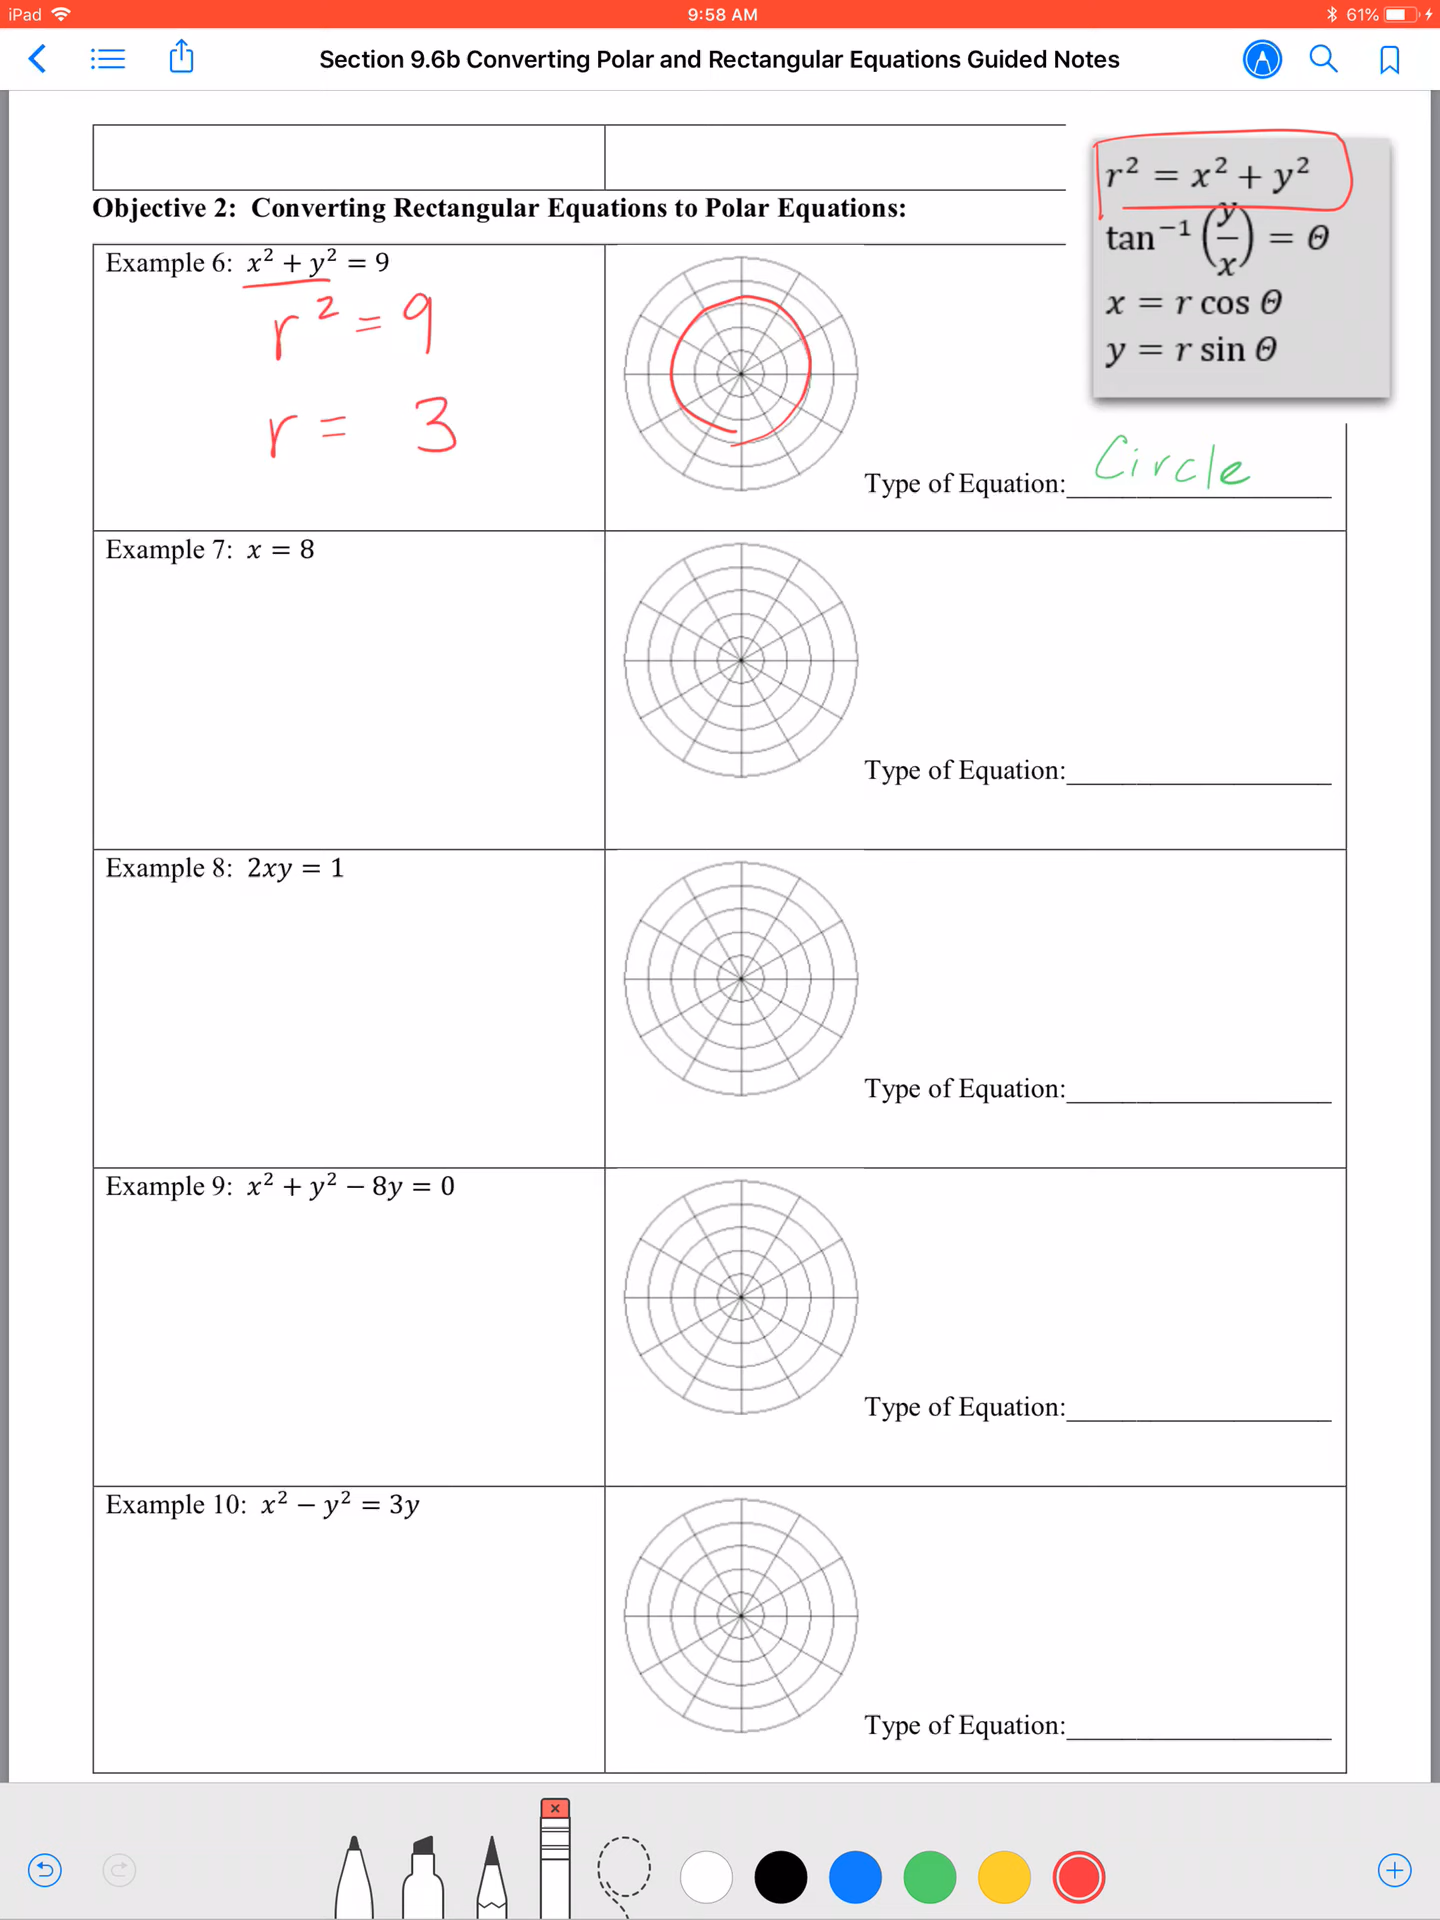 iPad 9:58 AM 61%
Section 9.6b Converting Polar and Rectangular Equations Guided Notes
r² = x² + y²
tan⁻¹ (y/x) = Θ
x = r cos Θ
y = r sin Θ
Objective 2: Converting Rectangular Equations to Polar Equations:
Example 6: x² + y² = 9
r² = 9
r = 3
Type of Equation: Circle
Example 7: x = 8
Type of Equation:
Example 8: 2xy = 1
Type of Equation:
Example 9: x² + y² − 8y = 0
Type of Equation:
Example 10: x² − y² = 3y
Type of Equation: